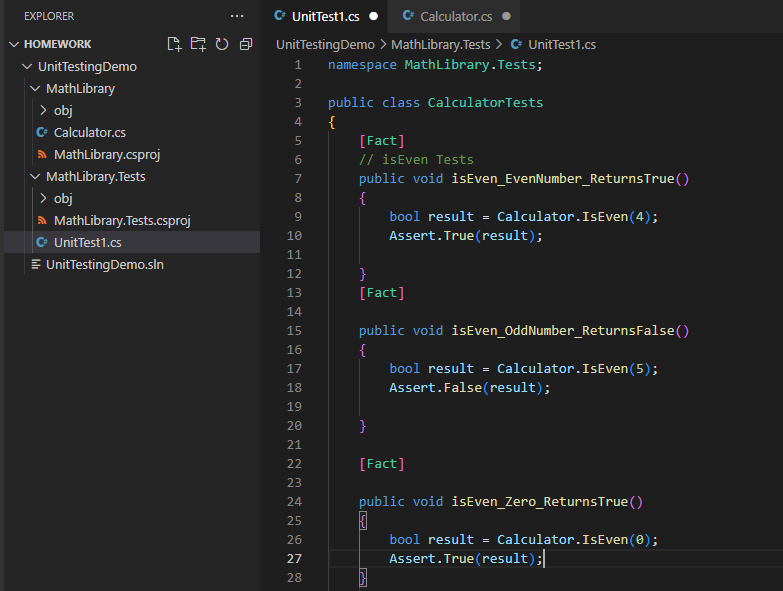 EXPLORER
HOMEWORK
UnitTestingDemo
MathLibrary
obj
C# Calculator.cs
MathLibrary.csproj
MathLibrary.Tests
obj
MathLibrary.Tests.csproj
C# UnitTest1.cs
UnitTestingDemo.sln
C# UnitTest1.cs ● C# Calculator.cs ●
UnitTestingDemo > MathLibrary.Tests > C# UnitTest1.cs
1 namespace MathLibrary.Tests;
2
3 public class CalculatorTests
4 {
5 [Fact]
6 // isEven Tests
7 public void isEven_EvenNumber_ReturnsTrue()
8 {
9 bool result = Calculator.IsEven(4);
10 Assert.True(result);
11
12 }
13 [Fact]
14
15 public void isEven_OddNumber_ReturnsFalse()
16 {
17 bool result = Calculator.IsEven(5);
18 Assert.False(result);
19
20 }
21
22 [Fact]
23
24 public void isEven_Zero_ReturnsTrue()
25 {
26 bool result = Calculator.IsEven(0);
27 Assert.True(result);
28 }